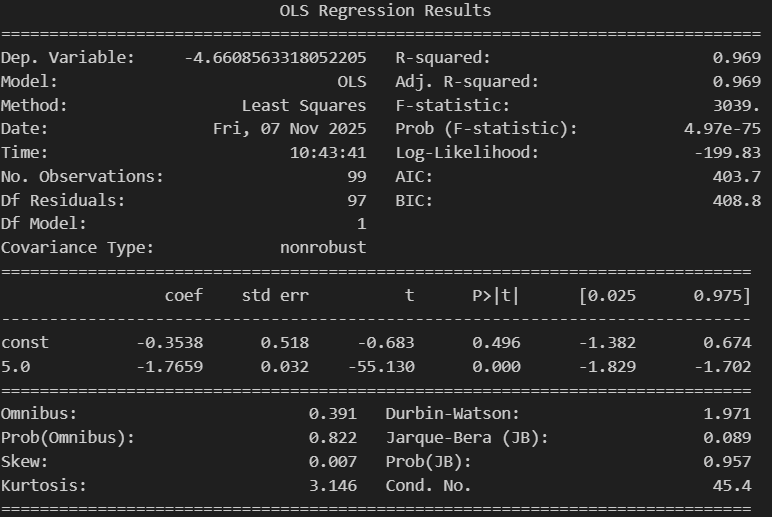 OLS Regression Results
==============================================================================
Dep. Variable:     -4.6608563318052205   R-squared:                       0.969
Model:                             OLS   Adj. R-squared:                  0.969
Method:                  Least Squares   F-statistic:                     3039.
Date:                 Fri, 07 Nov 2025   Prob (F-statistic):           4.97e-75
Time:                         10:43:41   Log-Likelihood:                -199.83
No. Observations:                   99   AIC:                             403.7
Df Residuals:                       97   BIC:                             408.8
Df Model:                            1
Covariance Type:             nonrobust
==============================================================================
                 coef    std err          t      P>|t|      [0.025      0.975]
------------------------------------------------------------------------------
const         -0.3538      0.518     -0.683      0.496      -1.382       0.674
5.0           -1.7659      0.032    -55.130      0.000      -1.829      -1.702
==============================================================================
Omnibus:                        0.391   Durbin-Watson:                   1.971
Prob(Omnibus):                  0.822   Jarque-Bera (JB):                0.089
Skew:                           0.007   Prob(JB):                        0.957
Kurtosis:                       3.146   Cond. No.                         45.4
==============================================================================